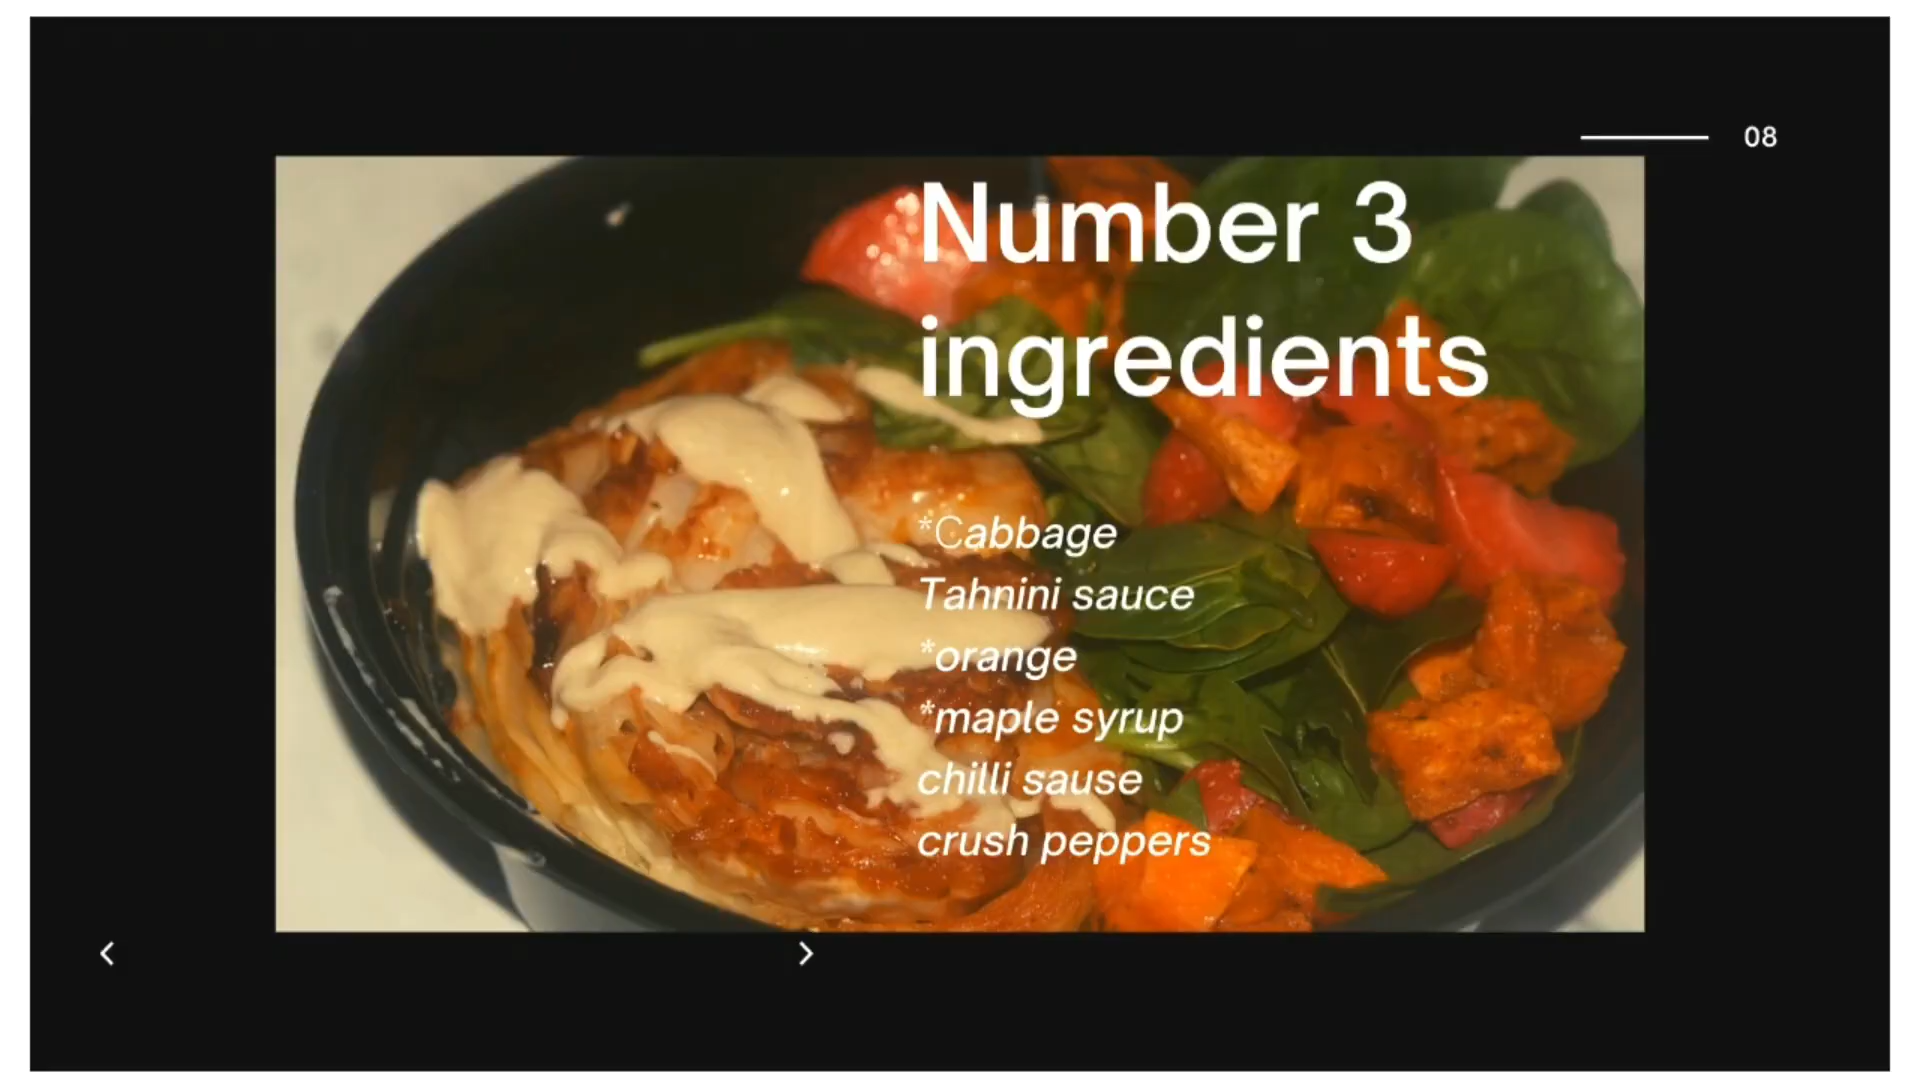 08
Number 3
ingredients
*Cabbage
Tahnini sauce
*orange
*maple syrup
chilli sause
crush peppers